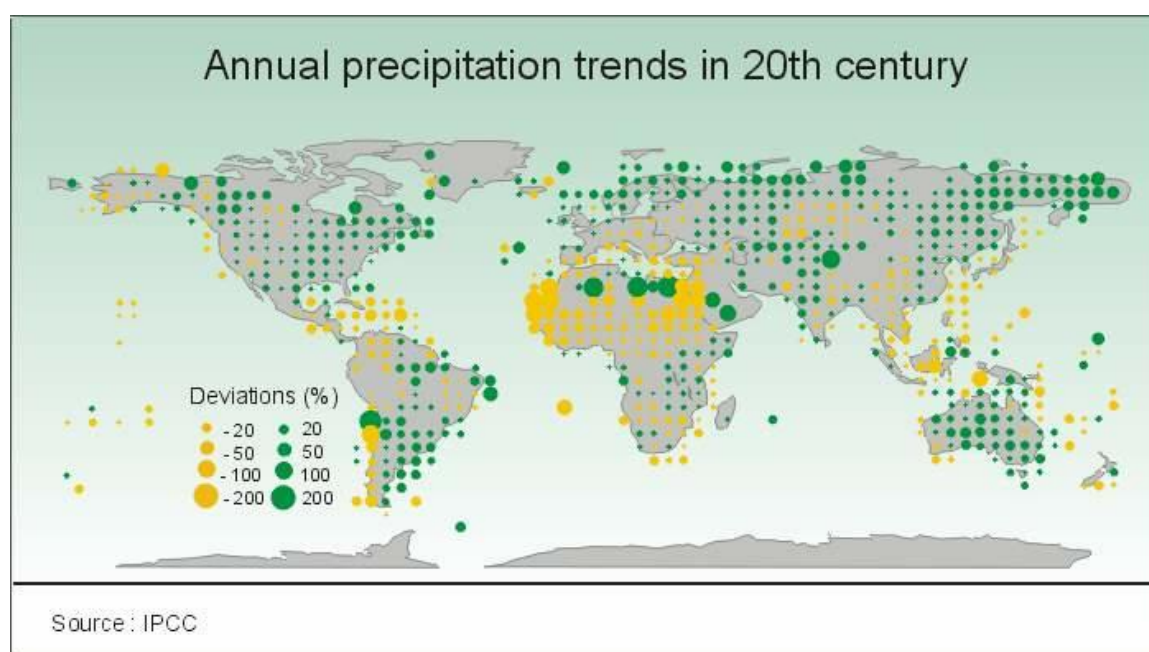 Annual precipitation trends in 20th century
Deviations (%)
-20 20
-50 50
-100 100
-200 200
Source : IPCC